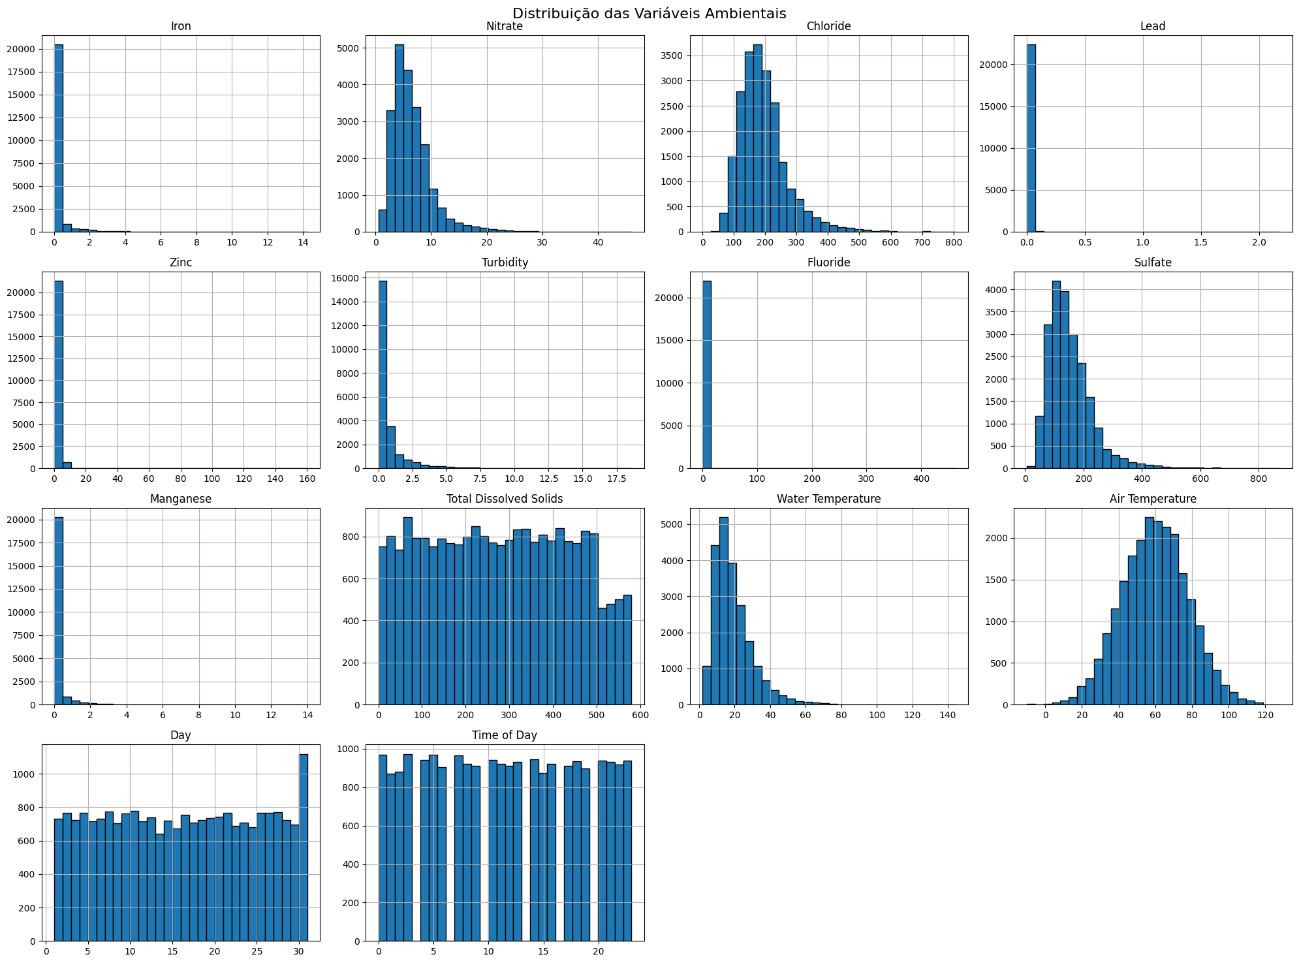 Distribuição das Variáveis Ambientais
Iron Nitrate Chloride Lead
20000 17500 15000 12500 10000 7500 5000 2500 0
0 2 4 6 8 10 12 14
5000 4000 3000 2000 1000 0
0 10 20 30 40
3500 3000 2500 2000 1500 1000 500 0
0 100 200 300 400 500 600 700 800
20000 15000 10000 5000 0
0.0 0.5 1.0 1.5 2.0
Zinc Turbidity Fluoride Sulfate
20000 17500 15000 12500 10000 7500 5000 2500 0
0 20 40 60 80 100 120 140 160
16000 14000 12000 10000 8000 6000 4000 2000 0
0.0 2.5 5.0 7.5 10.0 12.5 15.0 17.5
20000 15000 10000 5000 0
0 100 200 300 400
4000 3500 3000 2500 2000 1500 1000 500 0
0 200 400 600 800
Manganese Total Dissolved Solids Water Temperature Air Temperature
20000 17500 15000 12500 10000 7500 5000 2500 0
0 2 4 6 8 10 12 14
800 600 400 200 0
0 100 200 300 400 500 600
5000 4000 3000 2000 1000 0
0 20 40 60 80 100 120 140
2000 1500 1000 500 0
0 20 40 60 80 100 120
Day Time of Day
1000 800 600 400 200 0
0 5 10 15 20 25 30
1000 800 600 400 200 0
0 5 10 15 20